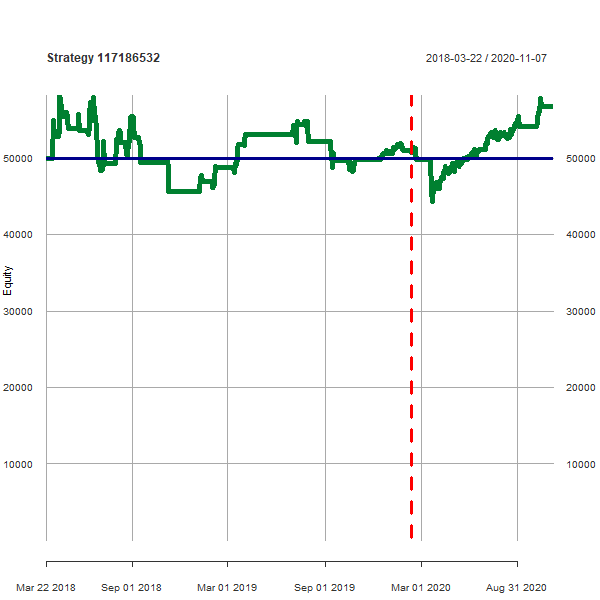 Strategy 117186532
2018-03-22 / 2020-11-07
50000
50000
40000
40000
Equity
30000
30000
20000
20000
10000
10000
Mar 22 2018
Sep 01 2018
Mar 01 2019
Sep 01 2019
Mar 01 2020
Aug 31 2020